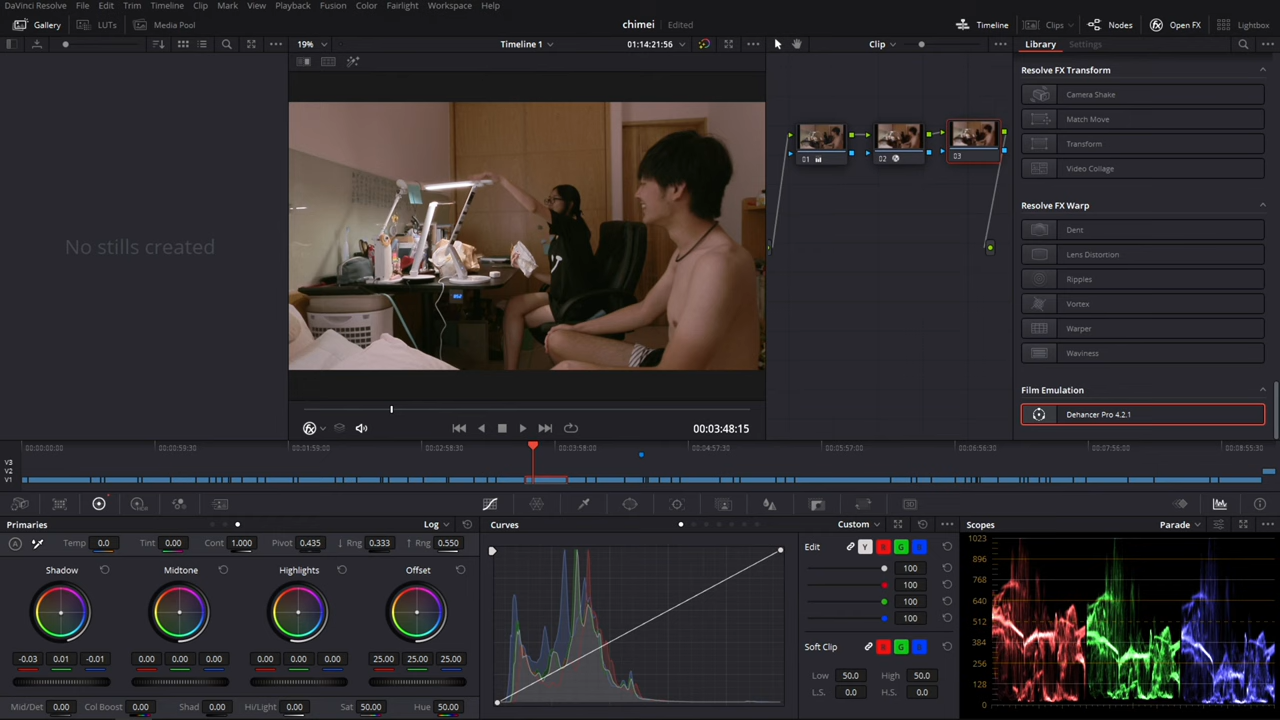 DaVinci Resolve File Edit Trim Timeline Clip Mark View Playback Fusion Color Fairlight Workspace Help
Gallery LUTs Media Pool chimei Edited Timeline Clips Nodes Open FX Lightbox
19% Timeline 1 01:14:21:56 Clip Library Settings
Resolve FX Transform
Camera Shake
Match Move
Transform
Video Collage
Resolve FX Warp
Dent
Lens Distortion
Ripples
Vortex
Warper
Waviness
Film Emulation
Dehancer Pro 4.2.1
No stills created
01 02 03
00:03:48:15
00:00:00:00 00:00:59:30 00:01:59:00 00:02:58:30 00:03:58:00 00:04:57:30 00:05:57:00 00:06:56:30 00:07:56:00 00:08:55:30
V3
V2
V1
Primaries Log Curves Custom Scopes Parade
Temp 0.0 Tint 0.00 Cont 1.000 Pivot 0.435 Rng 0.333 Rng 0.550
Shadow Midtone Highlights Offset
-0.03 0.01 -0.01 0.00 0.00 0.00 0.00 0.00 0.00 25.00 25.00 25.00
Mid/Det 0.00 Col Boost 0.00 Shad 0.00 Hi/Light 0.00 Sat 50.00 Hue 50.00
Edit Y R G B
100
100
100
100
Soft Clip R G B
Low 50.0 High 50.0
L.S. 0.0 H.S. 0.0
1023
896
768
640
512
384
256
128
0